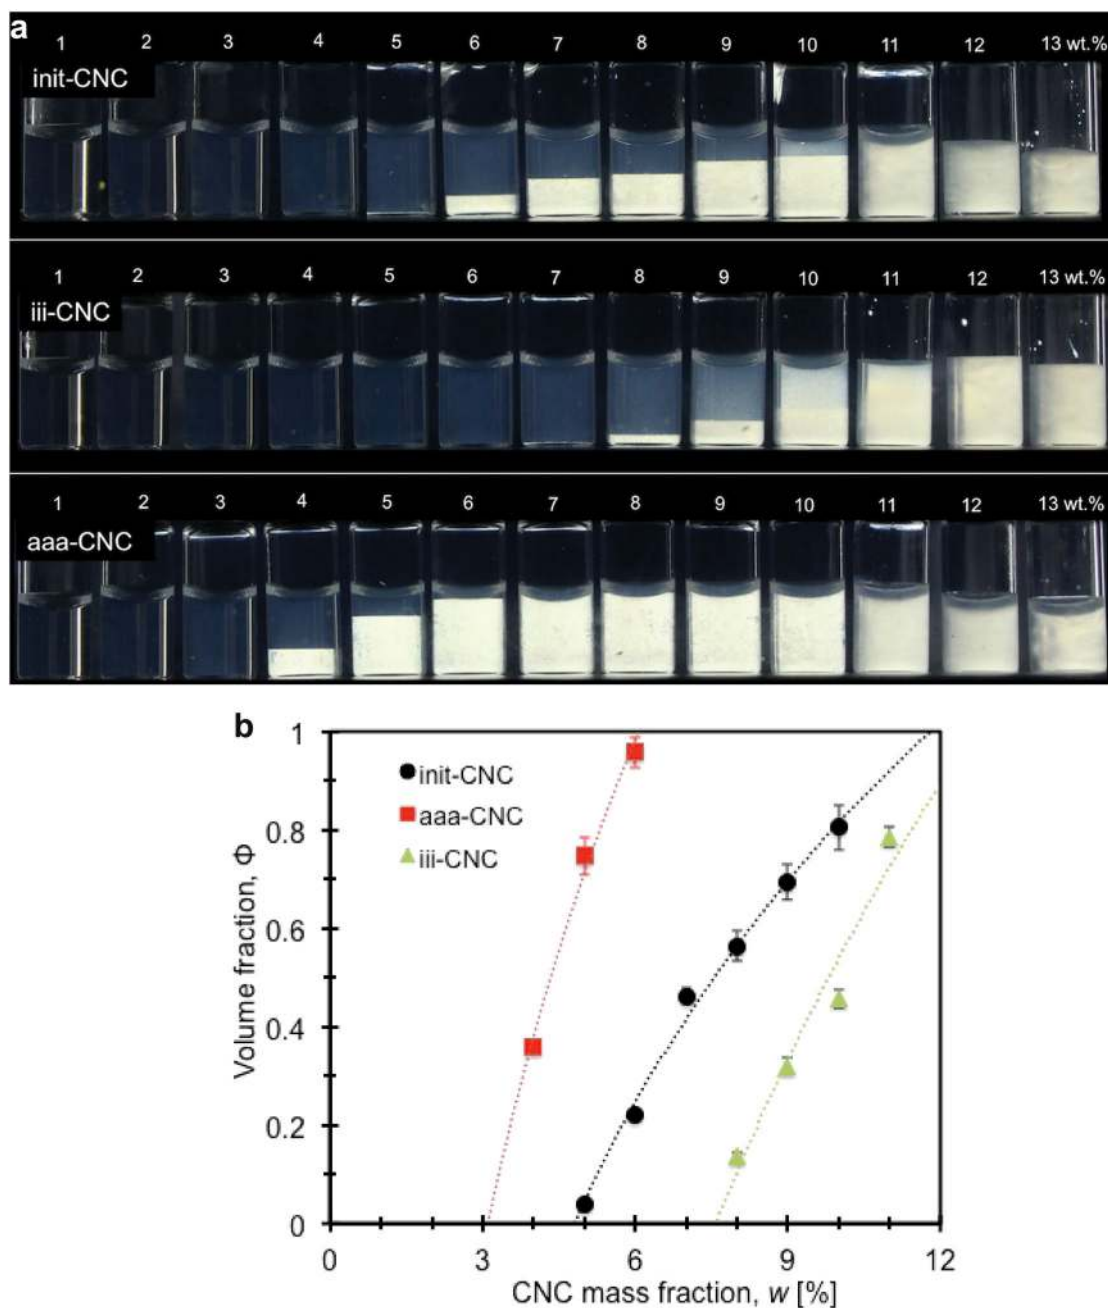 a
1 2 3 4 5 6 7 8 9 10 11 12 13 wt.%
init-CNC
1 2 3 4 5 6 7 8 9 10 11 12 13 wt.%
iii-CNC
1 2 3 4 5 6 7 8 9 10 11 12 13 wt.%
aaa-CNC
b
1
0.8
0.6
0.4
0.2
0
Volume fraction, Φ
init-CNC
aaa-CNC
iii-CNC
0 3 6 9 12
CNC mass fraction, w [%]